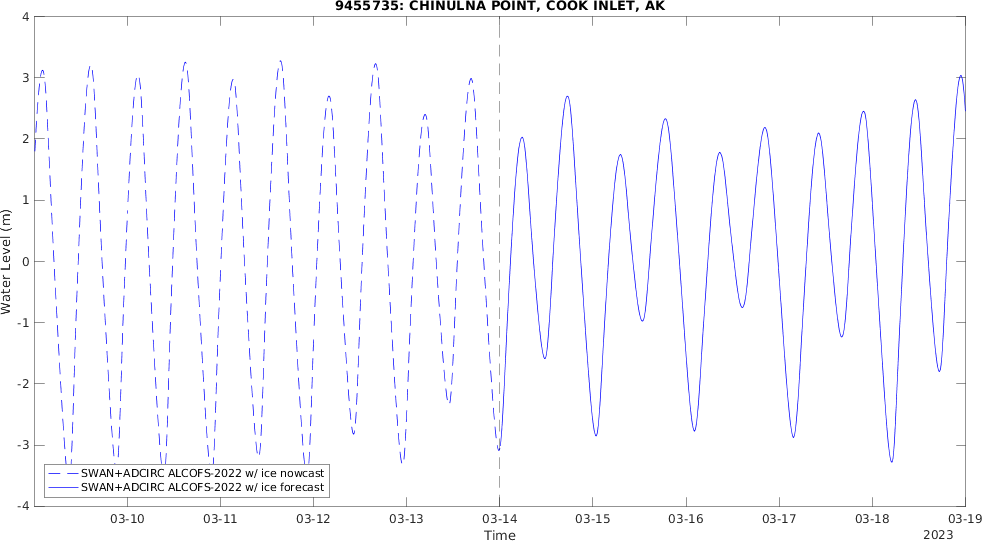 9455735: CHINULNA POINT, COOK INLET, AK
4
3
2
1
0
-1
-2
-3
-4
Water Level (m)
SWAN+ADCIRC ALCOFS-2022 w/ ice nowcast
SWAN+ADCIRC ALCOFS-2022 w/ ice forecast
03-10 03-11 03-12 03-13 03-14 03-15 03-16 03-17 03-18 03-19
Time
2023